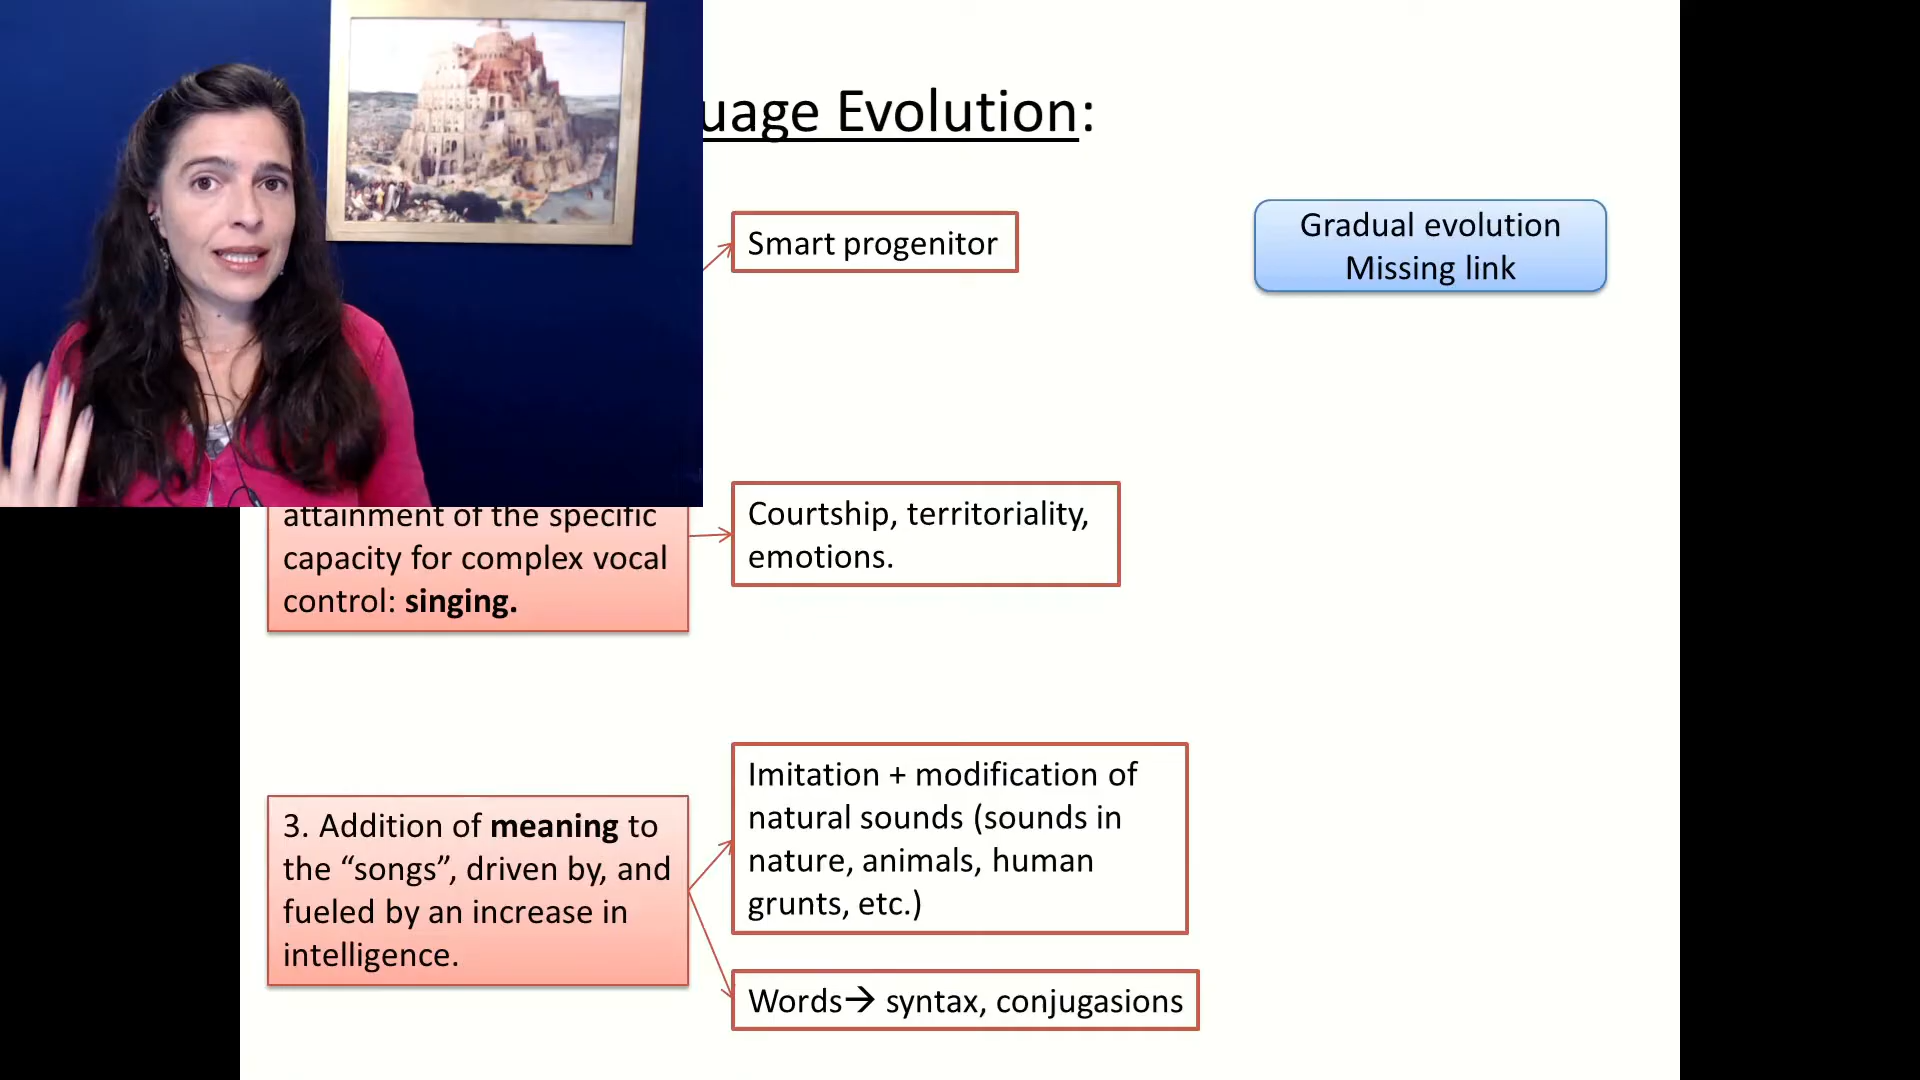 uage Evolution:
Smart progenitor
Gradual evolution
Missing link
attainment of the specific
capacity for complex vocal
control: singing.
Courtship, territoriality,
emotions.
3. Addition of meaning to
the “songs”, driven by, and
fueled by an increase in
intelligence.
Imitation + modification of
natural sounds (sounds in
nature, animals, human
grunts, etc.)
Words→ syntax, conjugasions